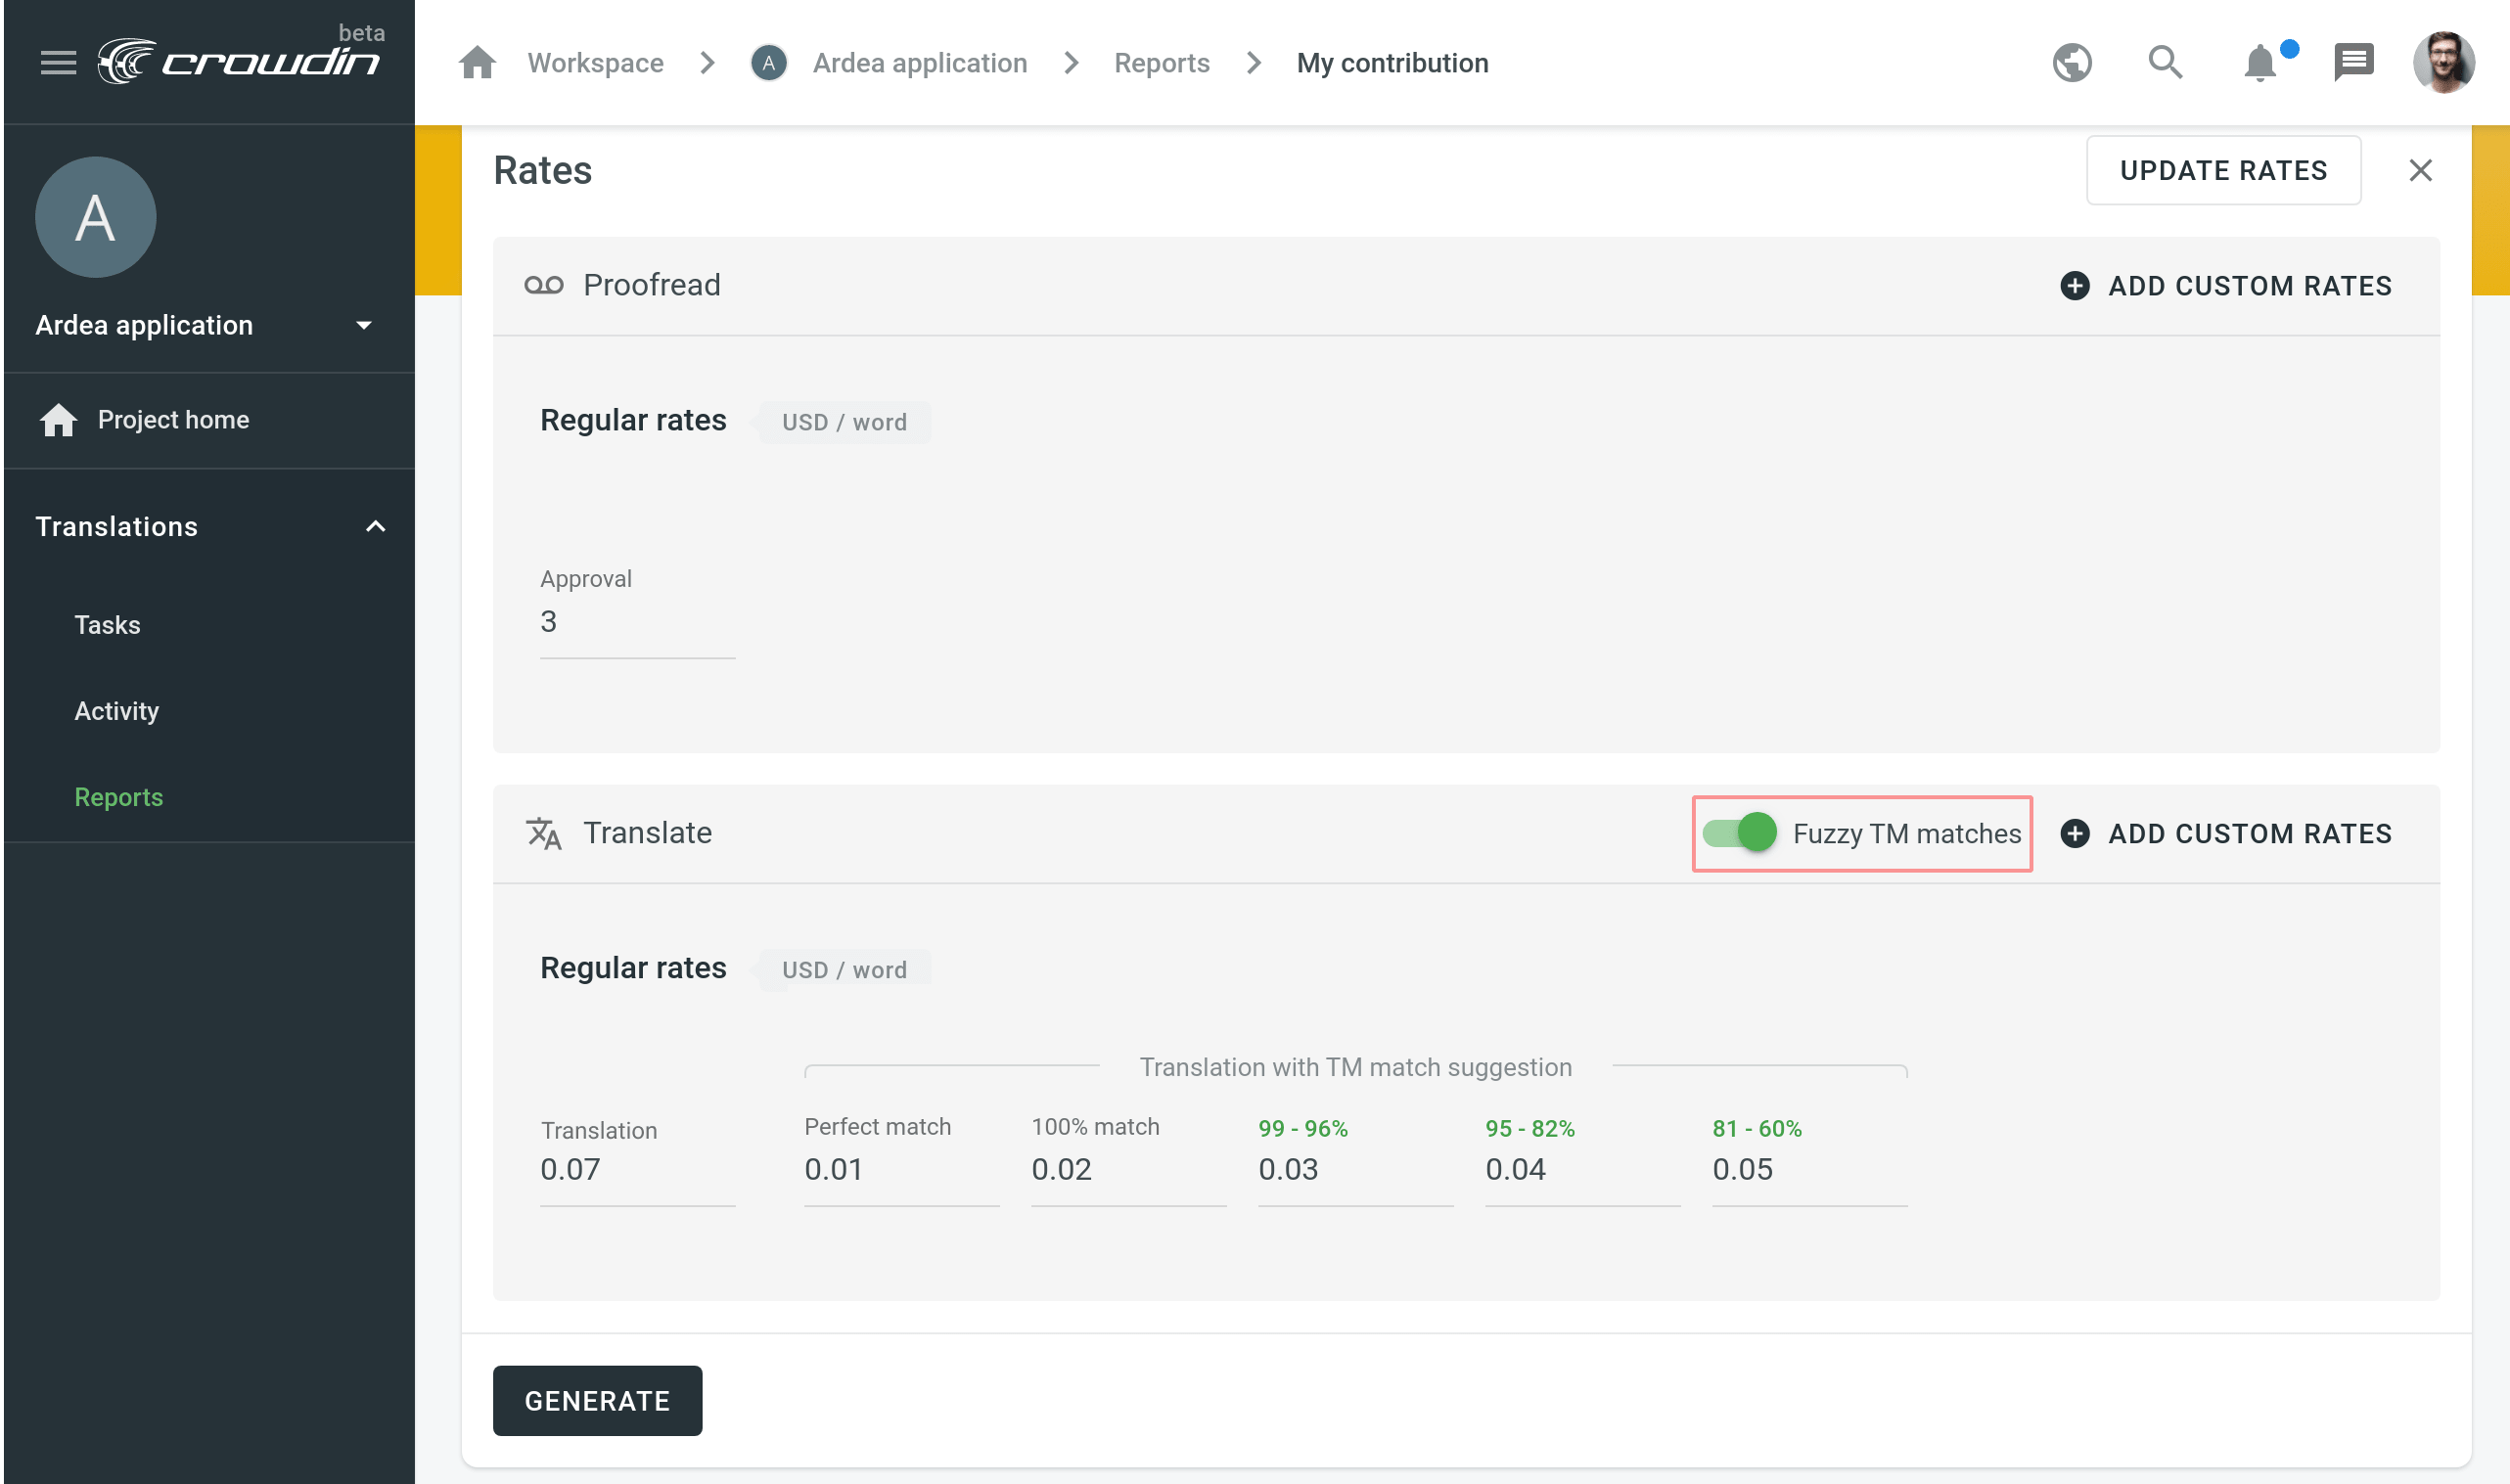 beta
crowdin
Workspace
A
Ardea application
Reports
My contribution
A
Ardea application
Project home
Translations
Tasks
Activity
Reports
Rates
UPDATE RATES
Proofread
ADD CUSTOM RATES
Regular rates
USD / word
Approval
3
Translate
Fuzzy TM matches
ADD CUSTOM RATES
Regular rates
USD / word
Translation with TM match suggestion
Translation
Perfect match
100% match
99 - 96%
95 - 82%
81 - 60%
0.07
0.01
0.02
0.03
0.04
0.05
GENERATE